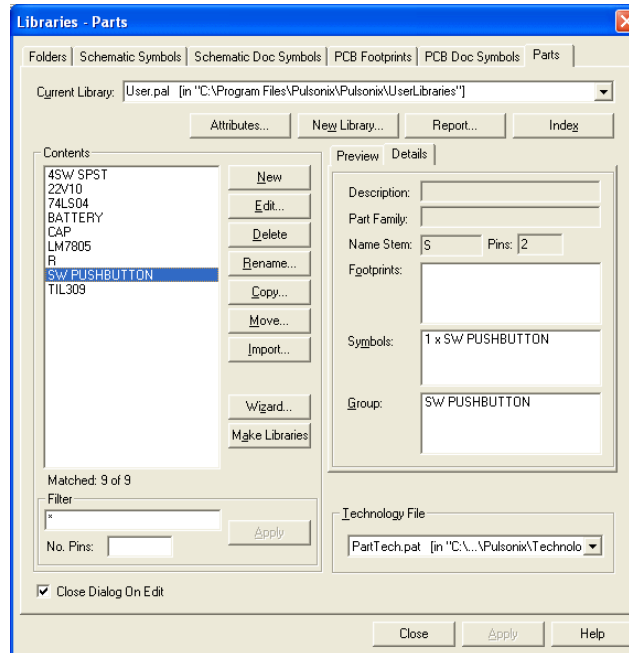 Libraries - Parts
Folders Schematic Symbols Schematic Doc Symbols PCB Footprints PCB Doc Symbols Parts
Current Library: User.pal [in "C:\Program Files\Pulsonix\Pulsonix\UserLibraries"]
Attributes... New Library... Report... Index
Contents
4SW SPST
22V10
74LS04
BATTERY
CAP
LM7805
R
SW PUSHBUTTON
TIL309
New
Edit...
Delete
Rename...
Copy...
Move...
Import...
Wizard...
Make Libraries
Matched: 9 of 9
Filter
*
No. Pins:
Apply
Close Dialog On Edit
Preview Details
Description:
Part Family:
Name Stem: S Pins: 2
Footprints:
Symbols: 1 x SW PUSHBUTTON
Group: SW PUSHBUTTON
Technology File
PartTech.pat [in "C:\...\Pulsonix\Technolo
Close Apply Help